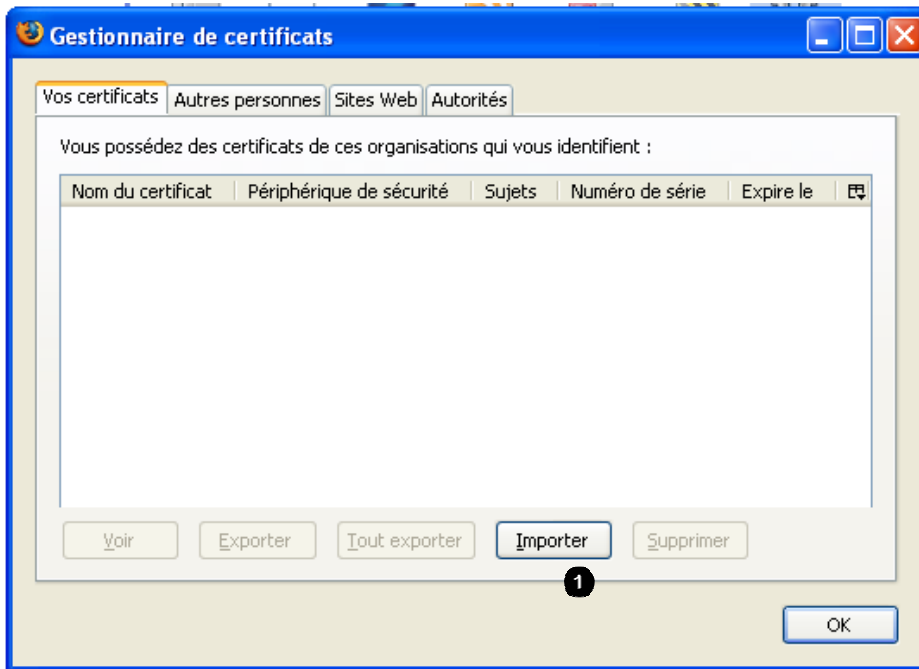 Gestionnaire de certificats
Vos certificats Autres personnes Sites Web Autorités
Vous possédez des certificats de ces organisations qui vous identifient :
Nom du certificat Périphérique de sécurité Sujets Numéro de série Expire le
Voir Exporter Tout exporter Importer Supprimer
1
OK